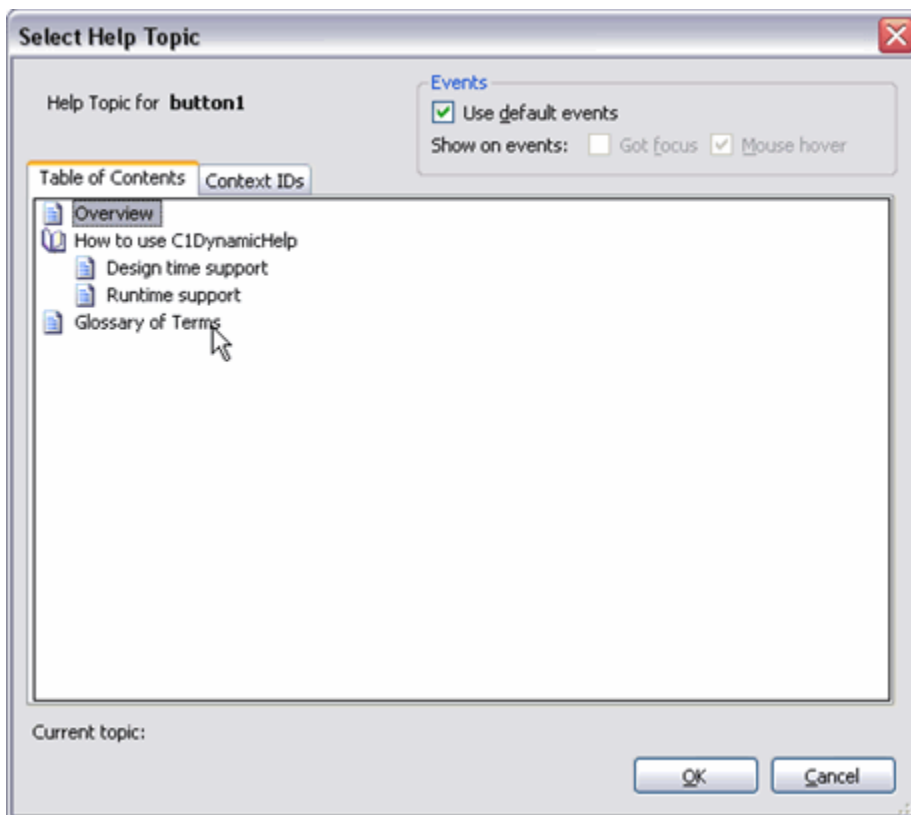 Select Help Topic
Help Topic for button1
Events
Use default events
Show on events: Got focus Mouse hover
Table of Contents Context IDs
Overview
How to use C1DynamicHelp
Design time support
Runtime support
Glossary of Terms
Current topic:
OK Cancel